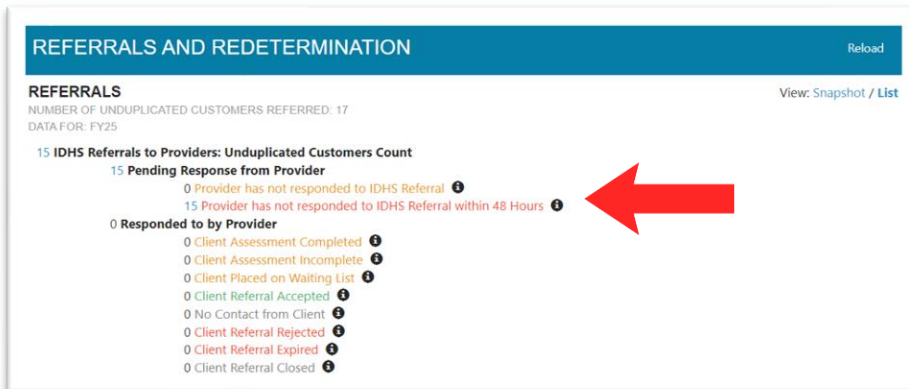 REFERRALS AND REDETERMINATION
Reload
REFERRALS
View: Snapshot / List
NUMBER OF UNDUPLICATED CUSTOMERS REFERRED: 17
DATA FOR: FY25
15 IDHS Referrals to Providers: Unduplicated Customers Count
15 Pending Response from Provider
0 Provider has not responded to IDHS Referral
15 Provider has not responded to IDHS Referral within 48 Hours
0 Responded to by Provider
0 Client Assessment Completed
0 Client Assessment Incomplete
0 Client Placed on Waiting List
0 Client Referral Accepted
0 No Contact from Client
0 Client Referral Rejected
0 Client Referral Expired
0 Client Referral Closed